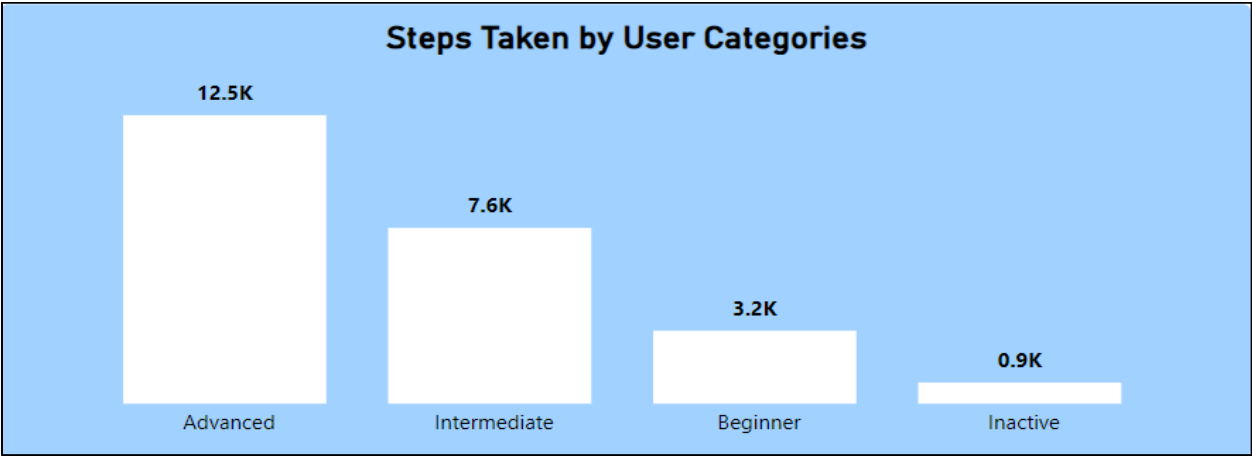 Steps Taken by User Categories
12.5K
7.6K
3.2K
0.9K
Advanced
Intermediate
Beginner
Inactive